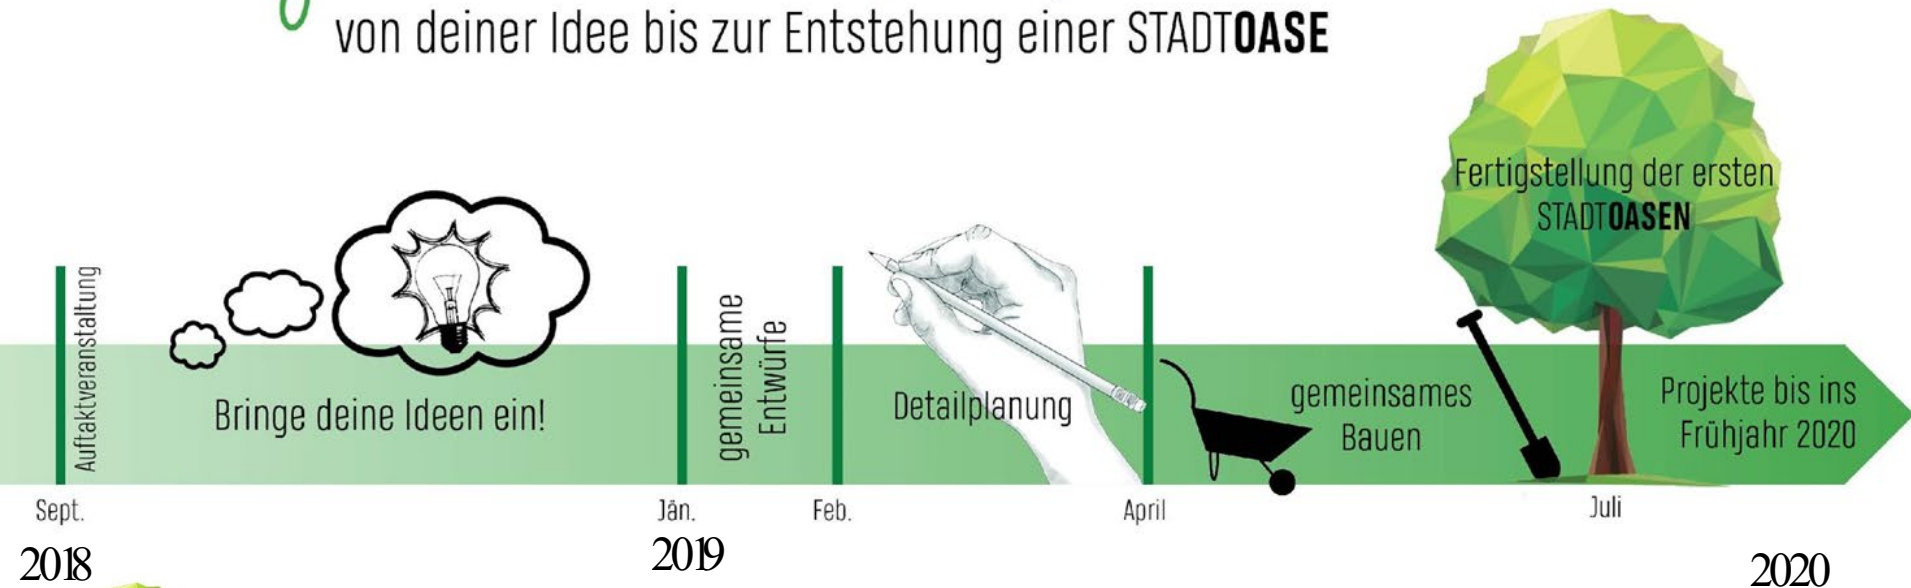 von deiner Idee bis zur Entstehung einer STADTOASE
Auftaktveranstaltung
Bringe deine Ideen ein!
gemeinsame
Entwürfe
Detailplanung
gemeinsames
Bauen
Fertigstellung der ersten
STADTOASEN
Projekte bis ins
Frühjahr 2020
Sept.
Jän.
Feb.
April
Juli
2018
2019
2020